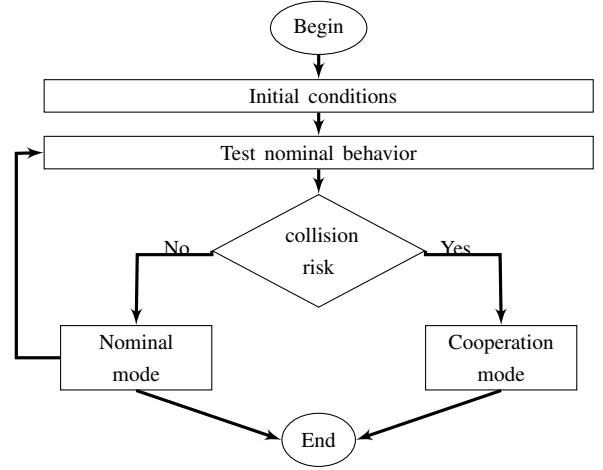 Begin
Initial conditions
Test nominal behavior
collision
risk
No
Yes
Nominal
mode
Cooperation
mode
End